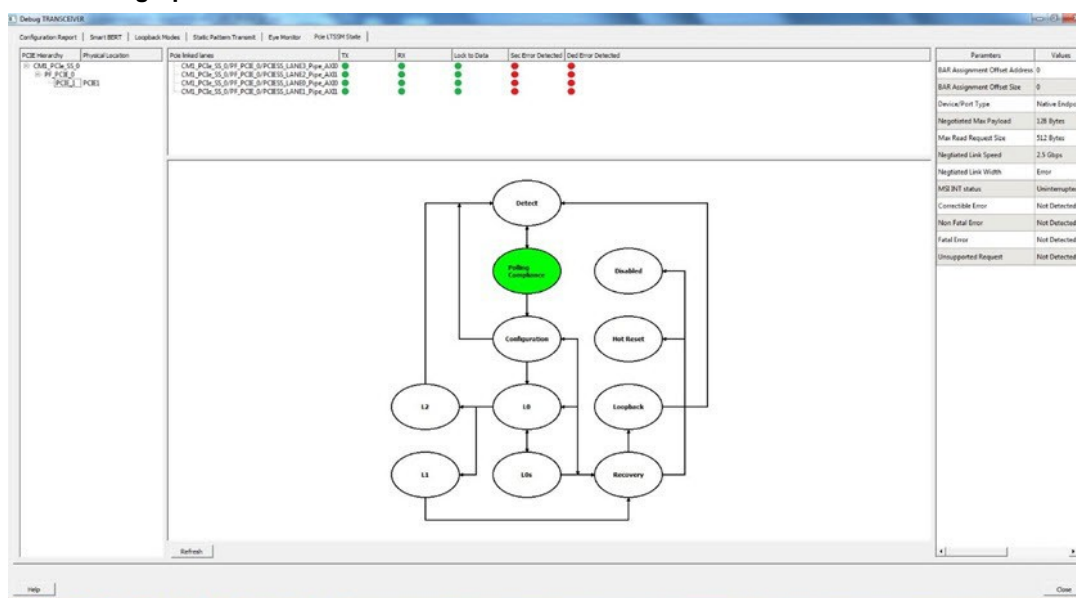 Debug TRANSCEIVER
Configuration Report | Smart BERT | Loopback Modes | Static Pattern Transmit | Eye Monitor | Pcie LTSSM State
PCIE Hierarchy Physical Location
CM1_PCIe_SS_0
PF_PCIE_0
PCIE_1 PCIE1
Pcie linked lanes TX RX Lock to Data Sec Error Detected Ded Error Detected
CM1_PCIe_SS_0/PF_PCIE_0/PCIESS_LANE3_Pipe_AXI0
CM1_PCIe_SS_0/PF_PCIE_0/PCIESS_LANE2_Pipe_AXI1
CM1_PCIe_SS_0/PF_PCIE_0/PCIESS_LANE0_Pipe_AXI0
CM1_PCIe_SS_0/PF_PCIE_0/PCIESS_LANE1_Pipe_AXI1
Parameters Values
BAR Assignment Offset Address 0
BAR Assignment Offset Size 0
Device/Port Type Native Endpo
Negotiated Max Payload 128 Bytes
Max Read Request Size 512 Bytes
Negtiated Link Speed 2.5 Gbps
Negtiated Link Width Error
MSI INT status Uninterrupte
Correctible Error Not Detected
Non Fatal Error Not Detected
Fatal Error Not Detected
Unsupported Request Not Detected
Detect
Polling
Compliance
Disabled
Configuration
Hot Reset
L2
L0
Loopback
L1
L0s
Recovery
Refresh
Help
Close